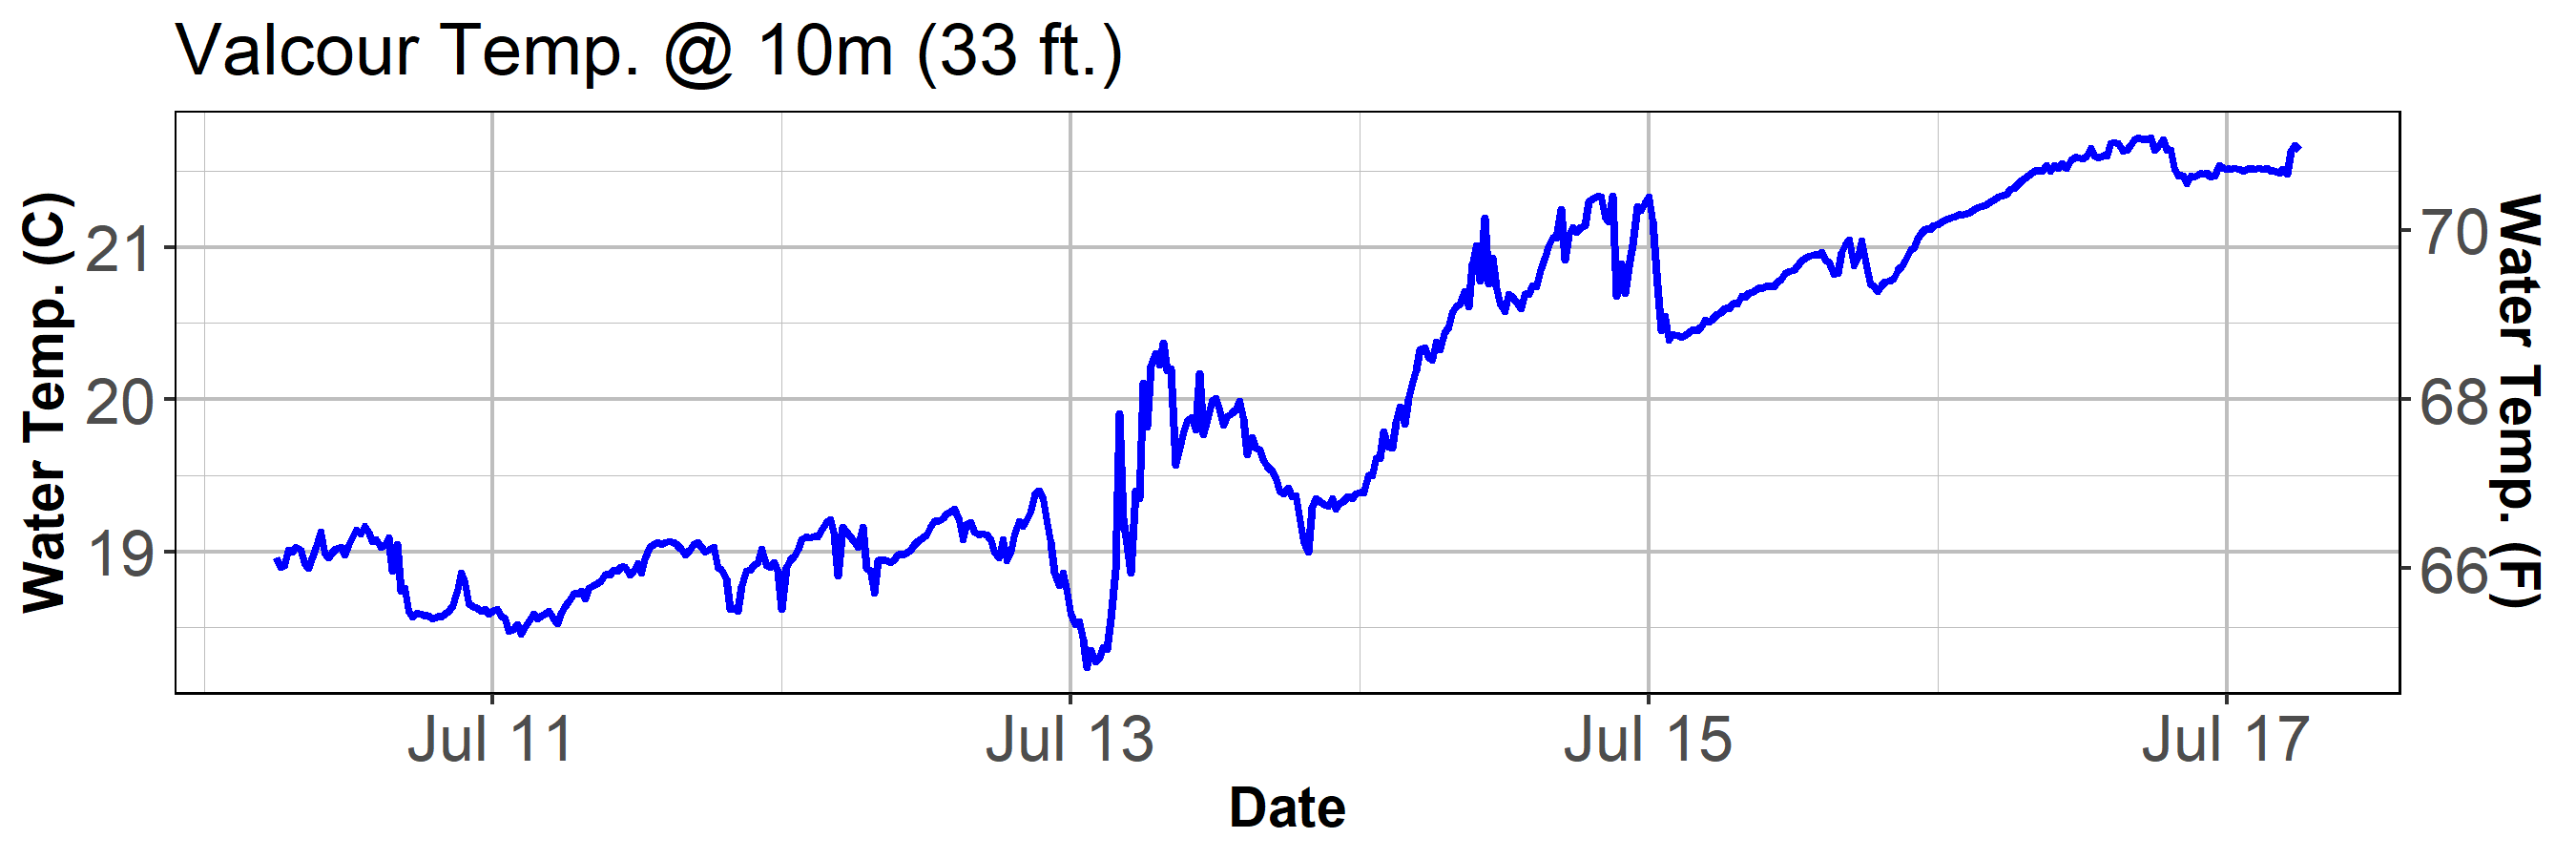 Valcour Temp. @ 10m (33 ft.)
Water Temp. (C)
21
20
19
70
68
66
Water Temp. (F)
Jul 11
Jul 13
Jul 15
Jul 17
Date